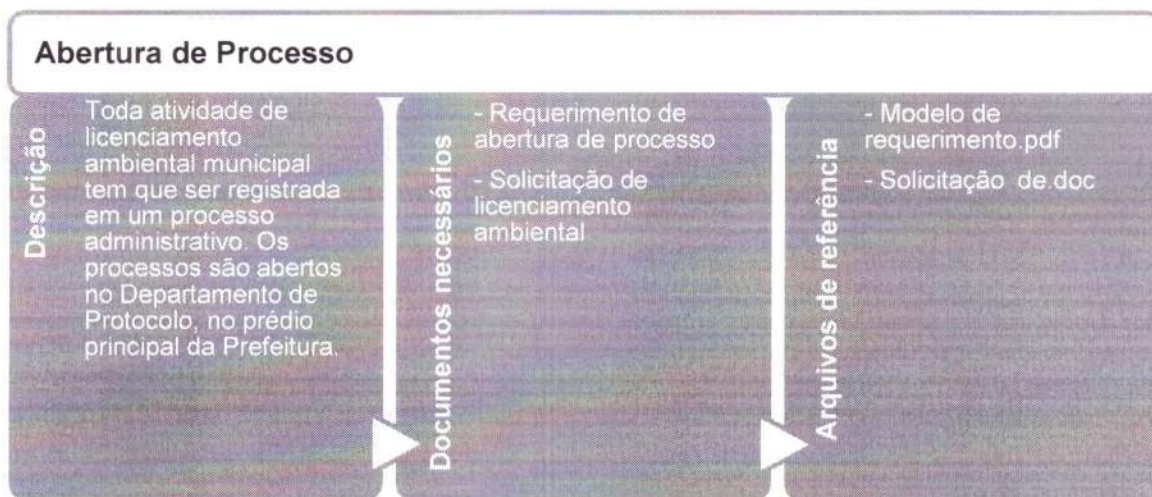 Abertura de Processo
Descrição
Toda atividade de
licenciamento
ambiental municipal
tem que ser registrada
em um processo
administrativo. Os
processos são abertos
no Departamento de
Protocolo, no prédio
principal da Prefeitura.
Documentos necessários
- Requerimento de
abertura de processo
- Solicitação de
licenciamento
ambiental
Arquivos de referência
- Modelo de
requerimento.pdf
- Solicitação de.doc